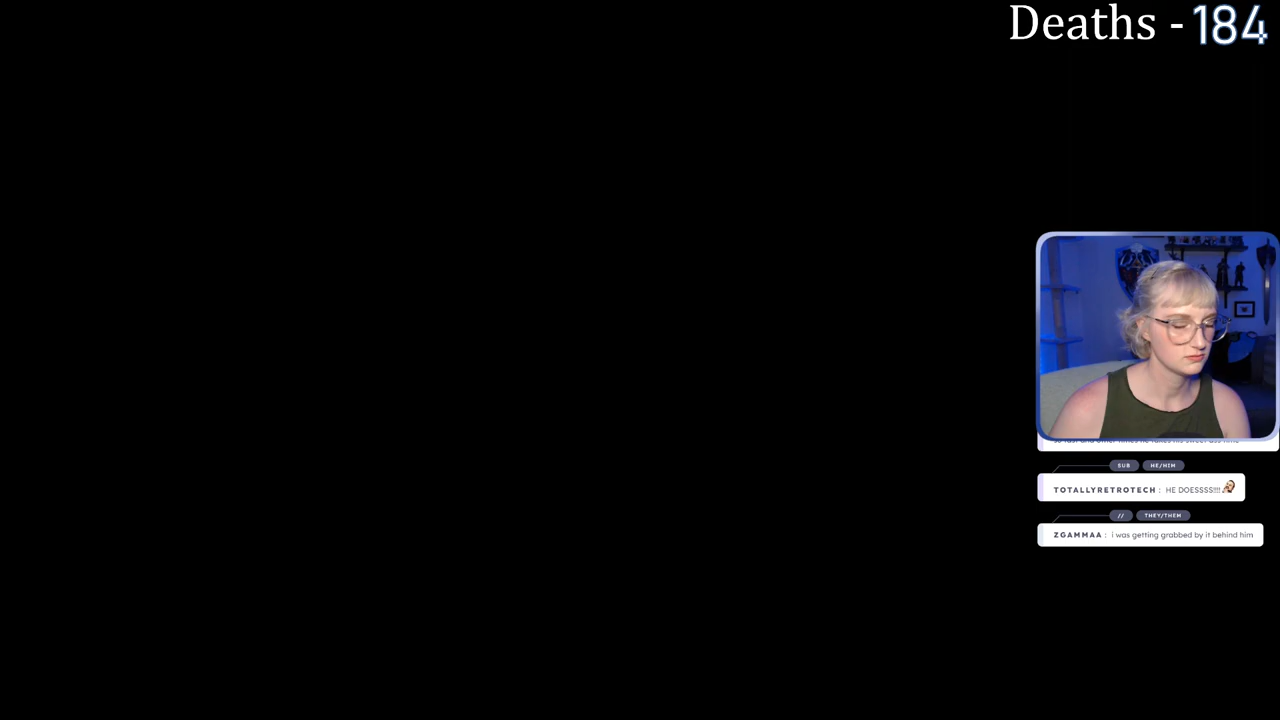 Deaths - 184
SUB HE/HIM
TOTALLYRETROTECH : HE DOESSSS!!!!
// THEY/THEM
ZGAMMAA : i was getting grabbed by it behind him